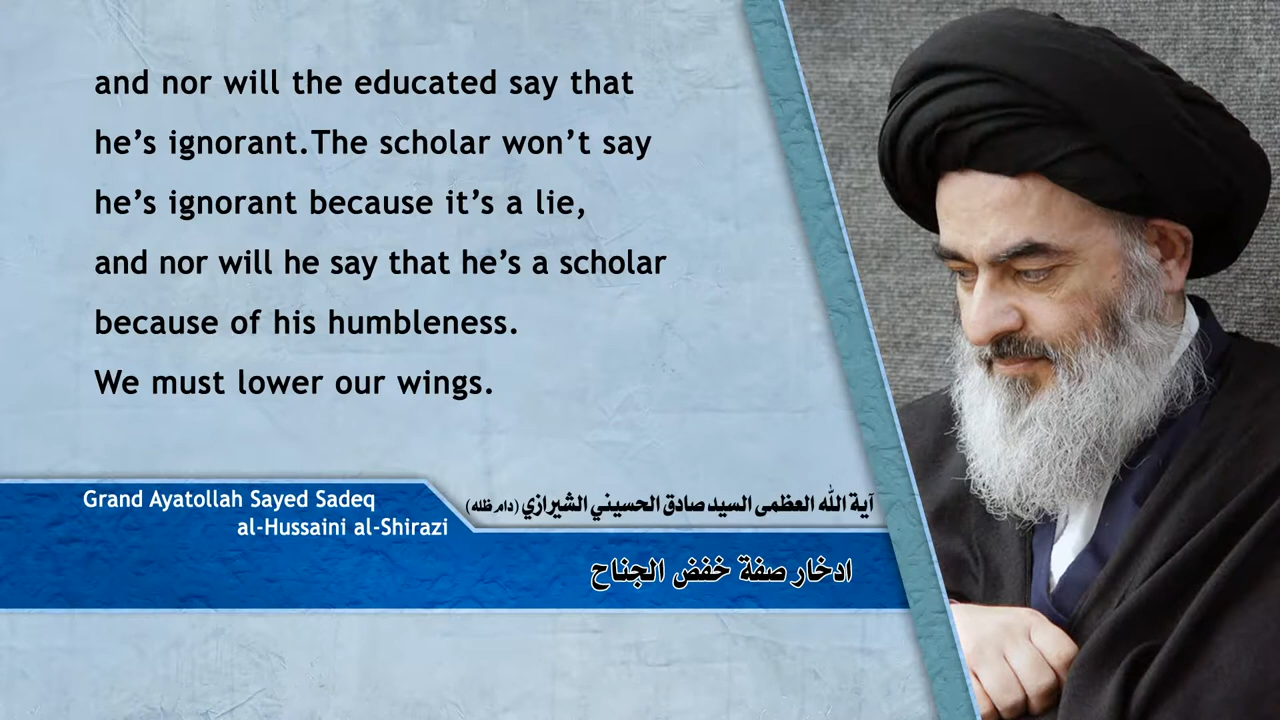 and nor will the educated say that
he’s ignorant.The scholar won’t say
he’s ignorant because it’s a lie,
and nor will he say that he’s a scholar
because of his humbleness.
We must lower our wings.
Grand Ayatollah Sayed Sadeq
al-Hussaini al-Shirazi
آية الله العظمى السيد صادق الحسيني الشيرازي (دام ظله)
ادخار صفة خفض الجناح